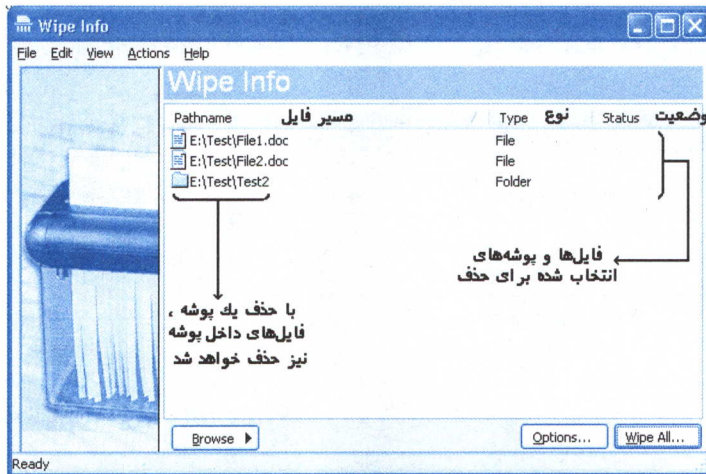 Wipe Info
File Edit View Actions Help
Wipe Info
Pathname مسیر فایل / Type نوع Status وضعیت
E:\Test\File1.doc File
E:\Test\File2.doc File
E:\Test\Test2 Folder
فایل‌ها و پوشه‌های
انتخاب شده برای حذف
با حذف یك پوشه ،
فایل‌های داخل پوشه
نیز حذف خواهد شد
Browse Options... Wipe All...
Ready